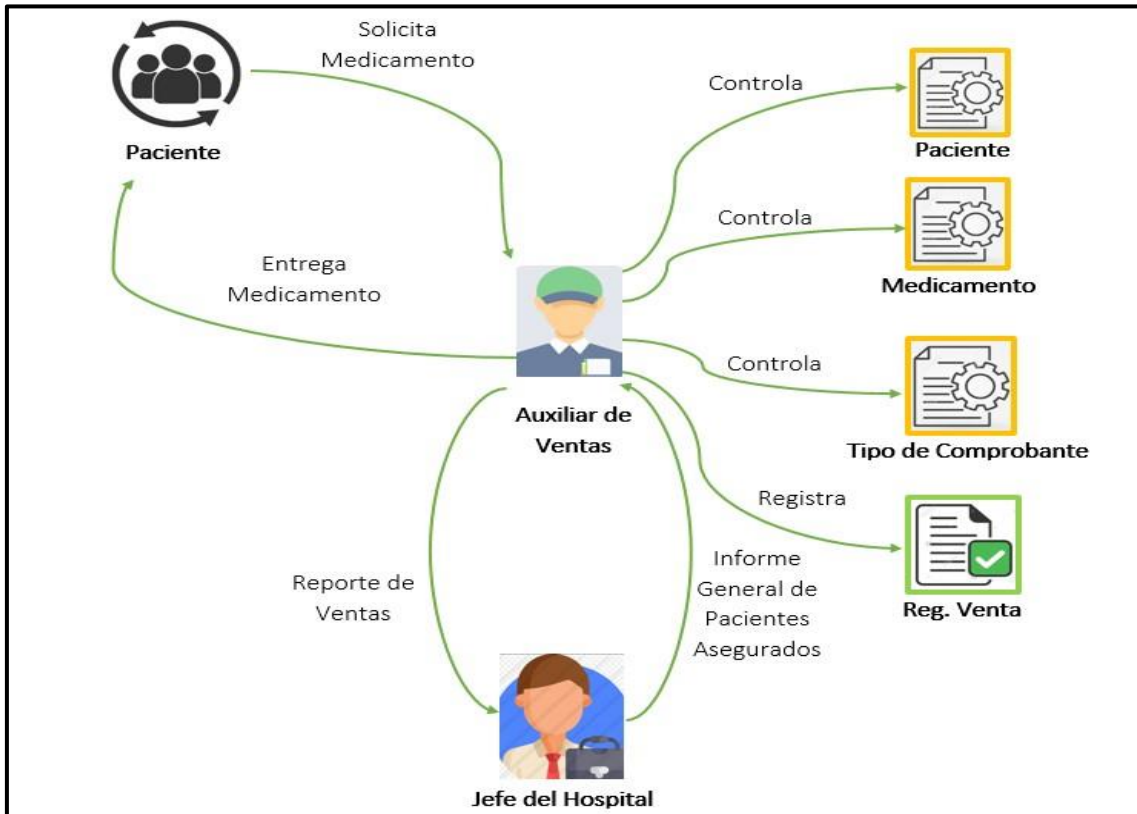 Solicita
Medicamento
Paciente
Controla
Paciente
Controla
Medicamento
Entrega
Medicamento
Controla
Auxiliar de
Ventas
Tipo de Comprobante
Registra
Reg. Venta
Reporte de
Ventas
Informe
General de
Pacientes
Asegurados
Jefe del Hospital